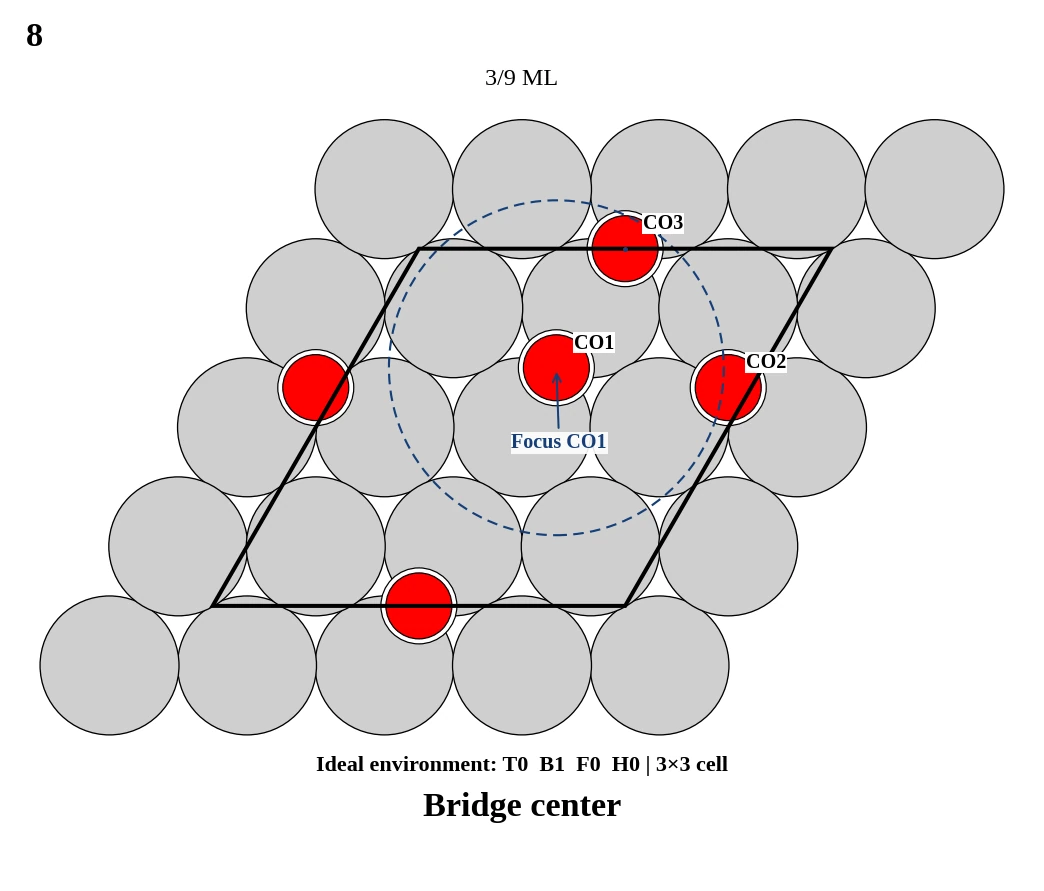 8
3/9 ML
CO3
CO1
CO2
Focus CO1
Ideal environment: T0 B1 F0 H0 | 3×3 cell
Bridge center